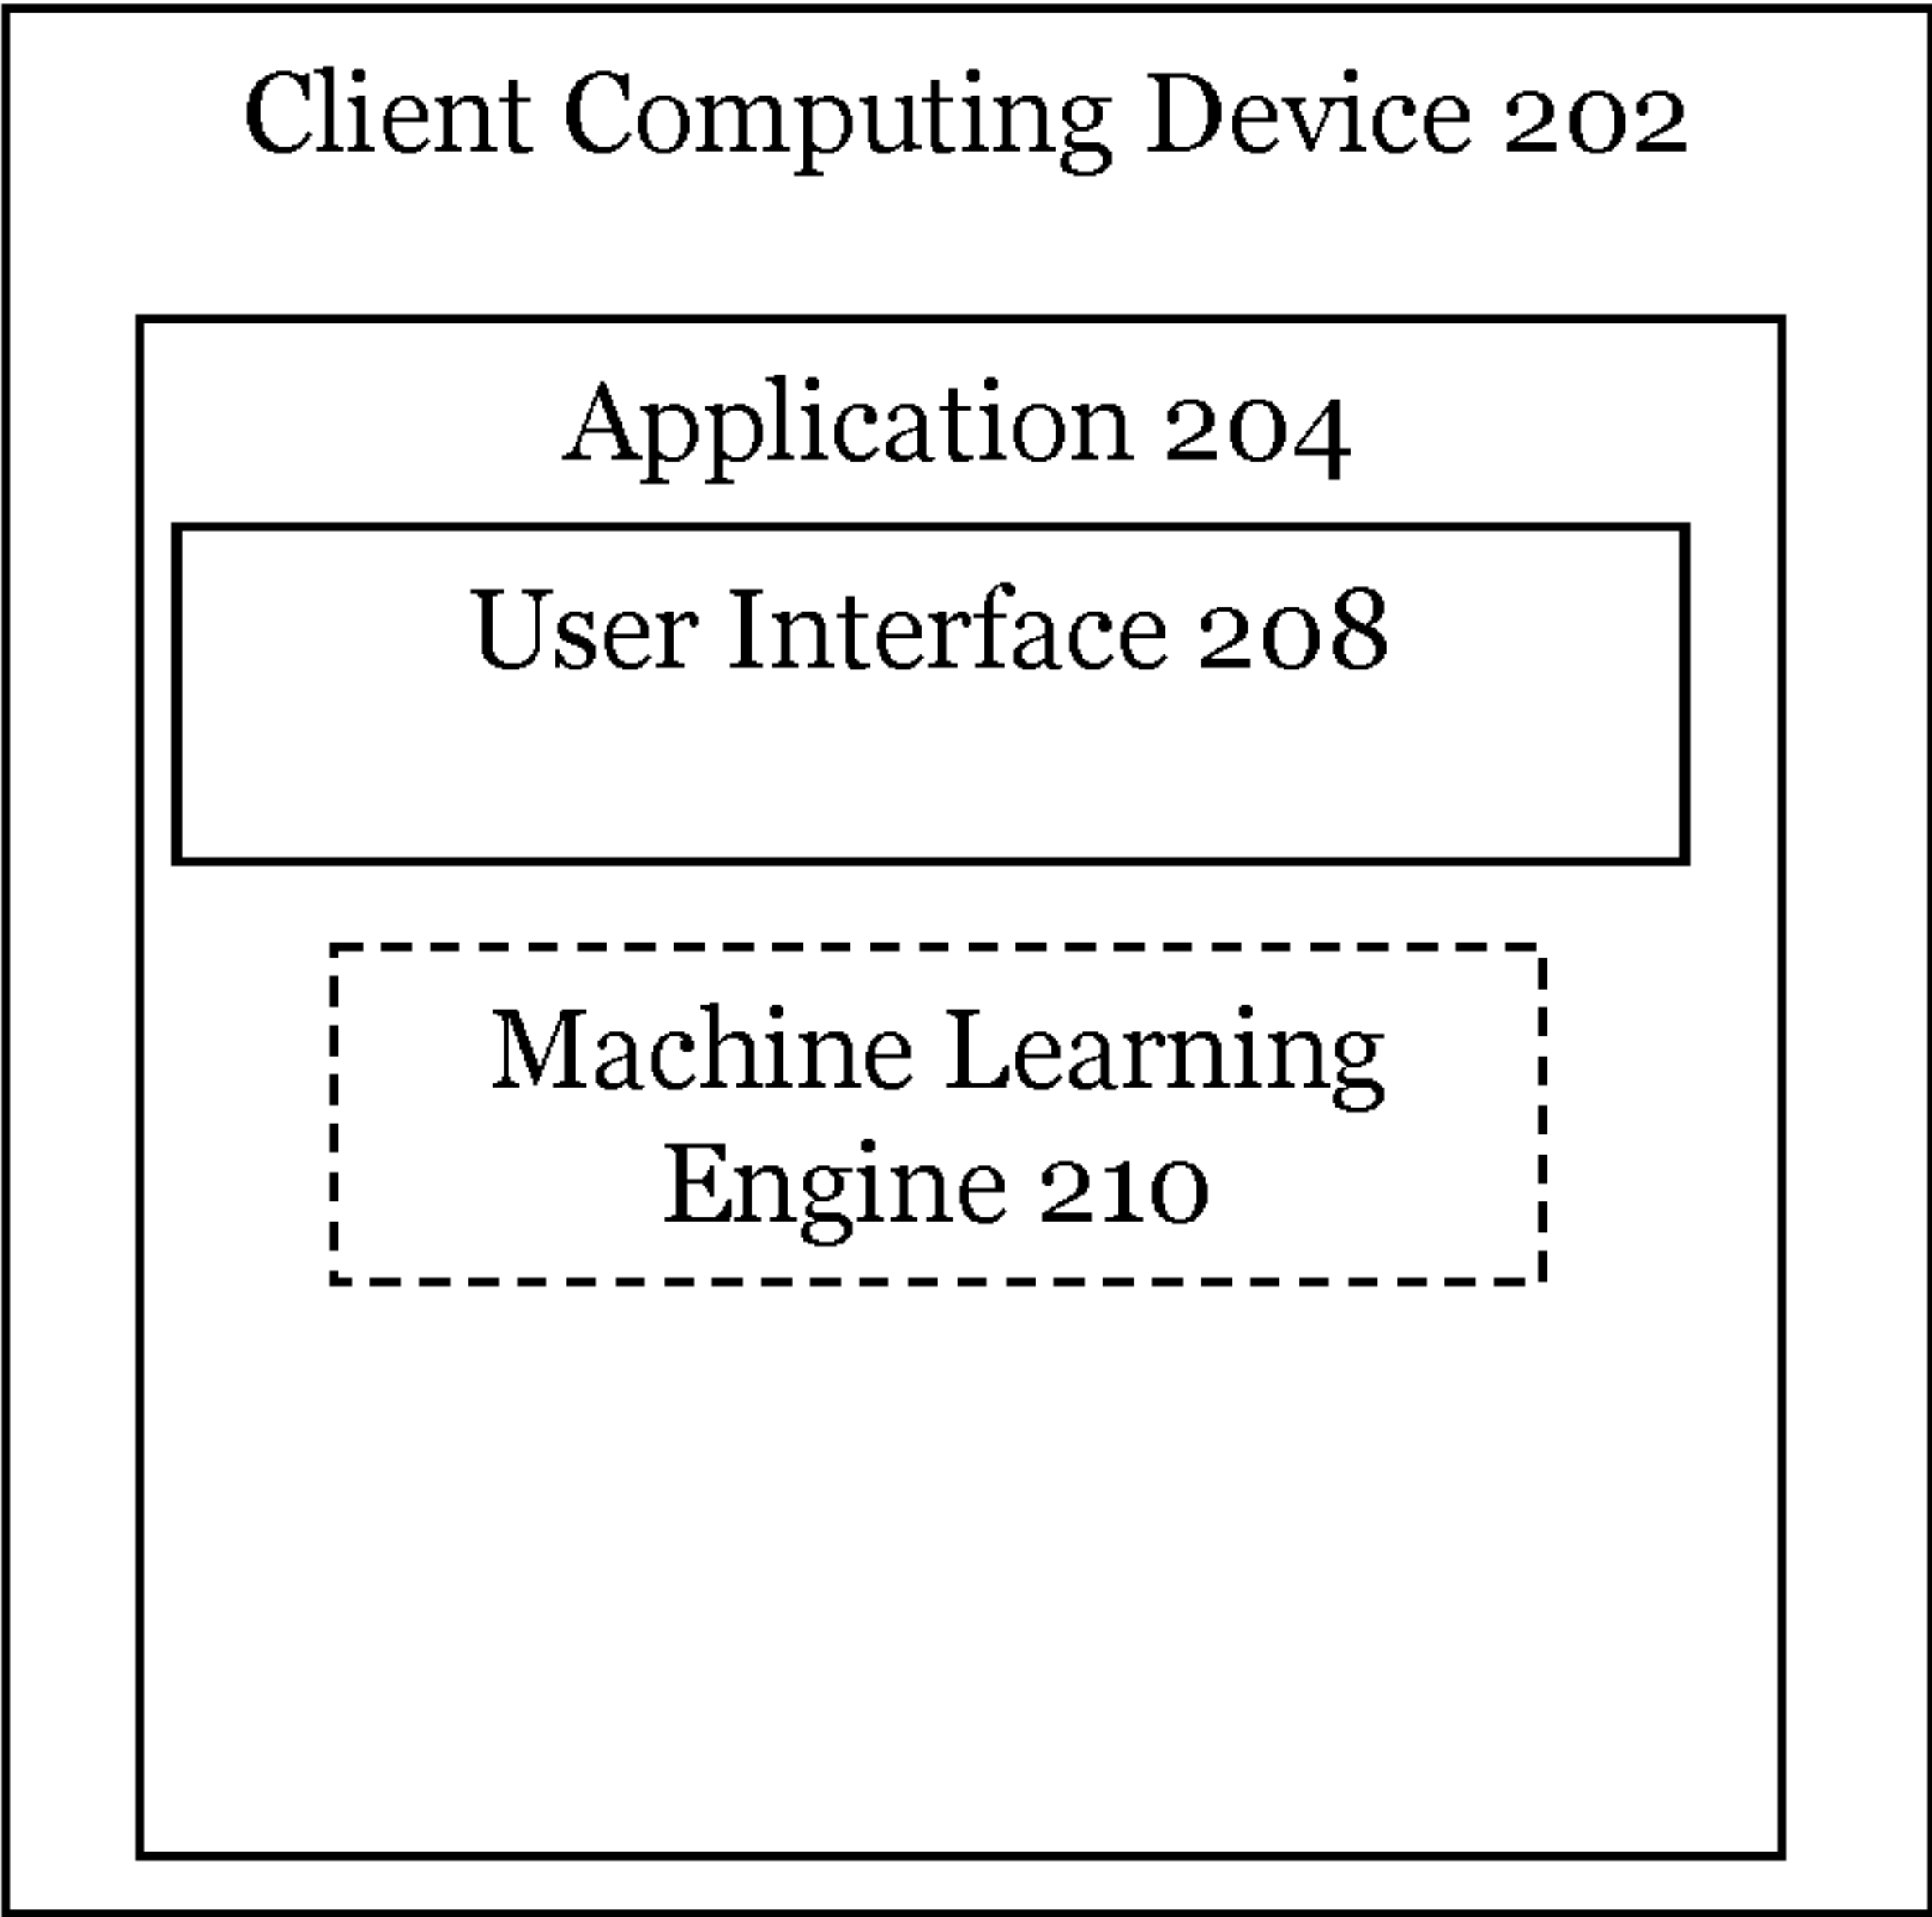 Client Computing Device 202
Application 204
User Interface 208
Machine Learning
Engine 210